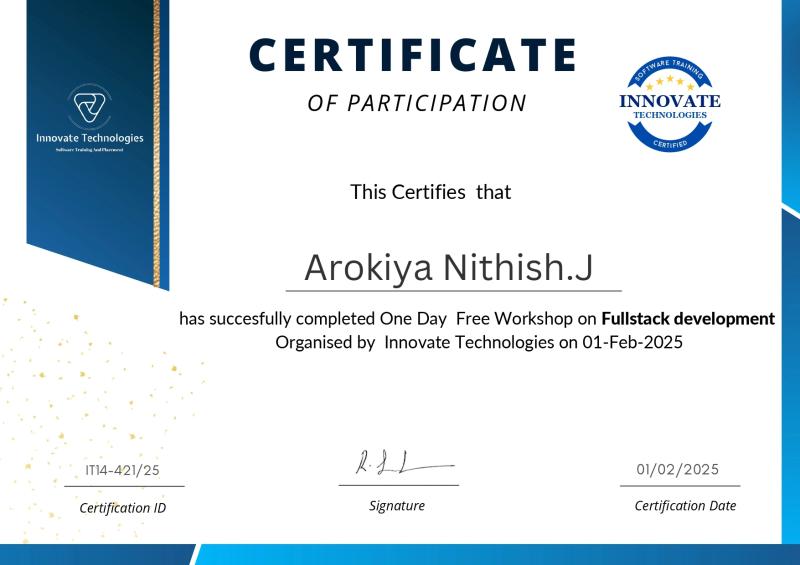 CERTIFICATE
OF PARTICIPATION
SOFTWARE TRAINING
INNOVATE
TECHNOLOGIES
CERTIFIED
Innovate Technologies
Software Training And Placement
This Certifies  that
Arokiya Nithish.J
has succesfully completed One Day  Free Workshop on Fullstack development
Organised by  Innovate Technologies on 01-Feb-2025
IT14-421/25
01/02/2025
Certification ID
Signature
Certification Date